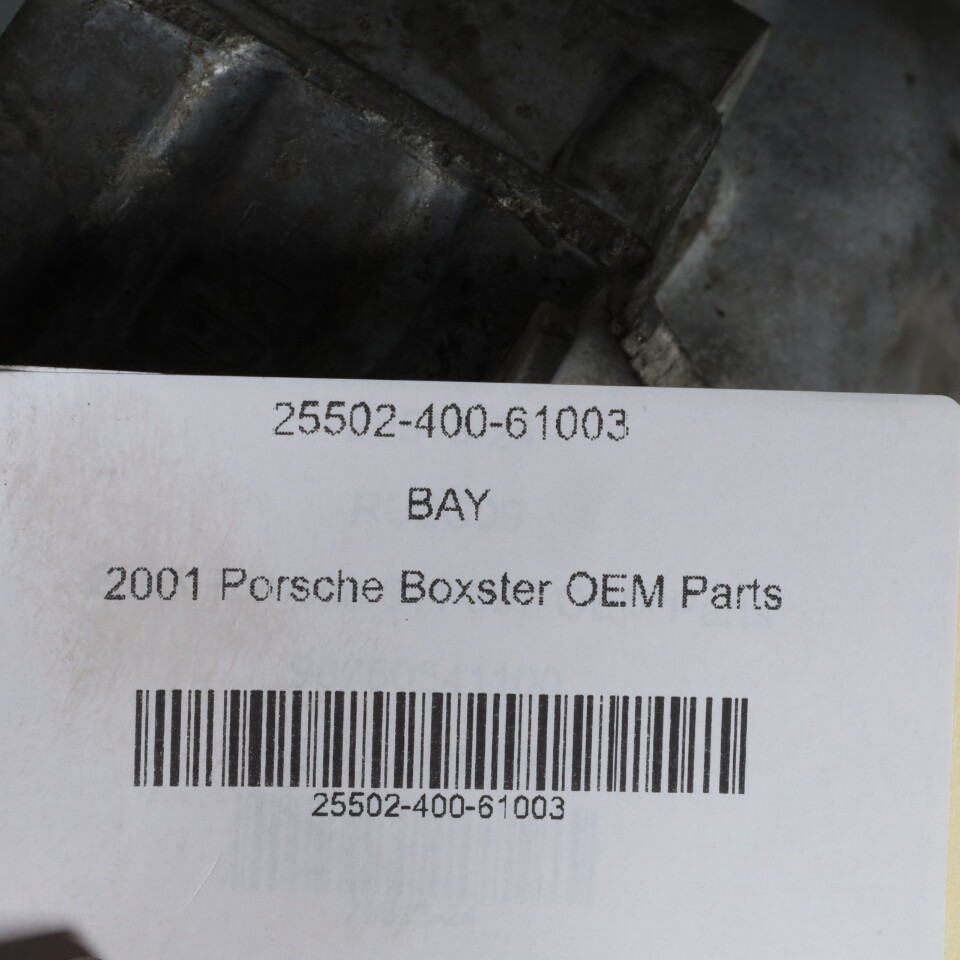 25502-400-61003
BAY
2001 Porsche Boxster OEM Parts
25502-400-61003